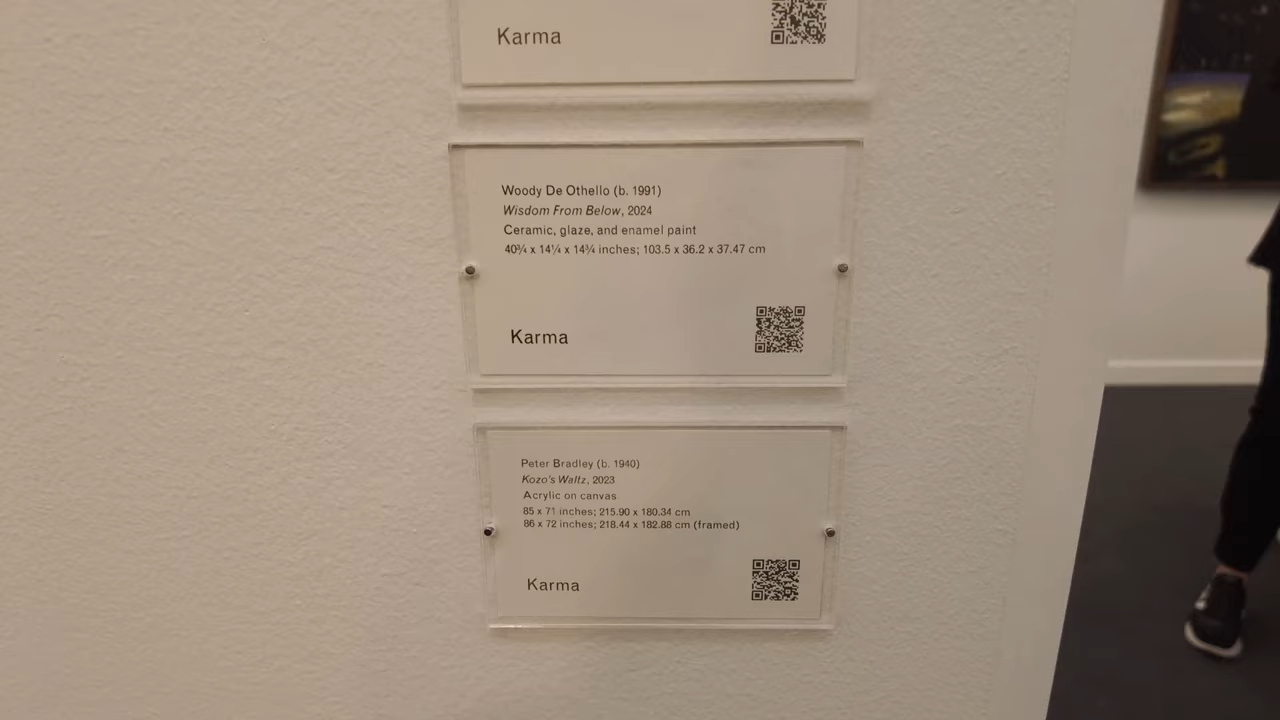 Karma
Woody De Othello (b. 1991)
Wisdom From Below, 2024
Ceramic, glaze, and enamel paint
40¾ x 14¼ x 14¾ inches; 103.5 x 36.2 x 37.47 cm
Karma
Peter Bradley (b. 1940)
Kozo's Waltz, 2023
Acrylic on canvas
85 x 71 inches; 215.90 x 180.34 cm
86 x 72 inches; 218.44 x 182.88 cm (framed)
Karma